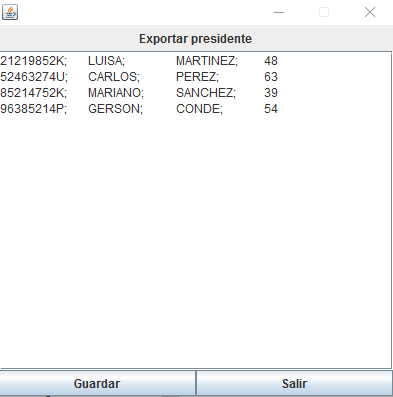 Exportar presidente
21219852K; LUISA; MARTINEZ; 48
52463274U; CARLOS; PEREZ; 63
85214752K; MARIANO; SANCHEZ; 39
96385214P; GERSON; CONDE; 54
Guardar Salir